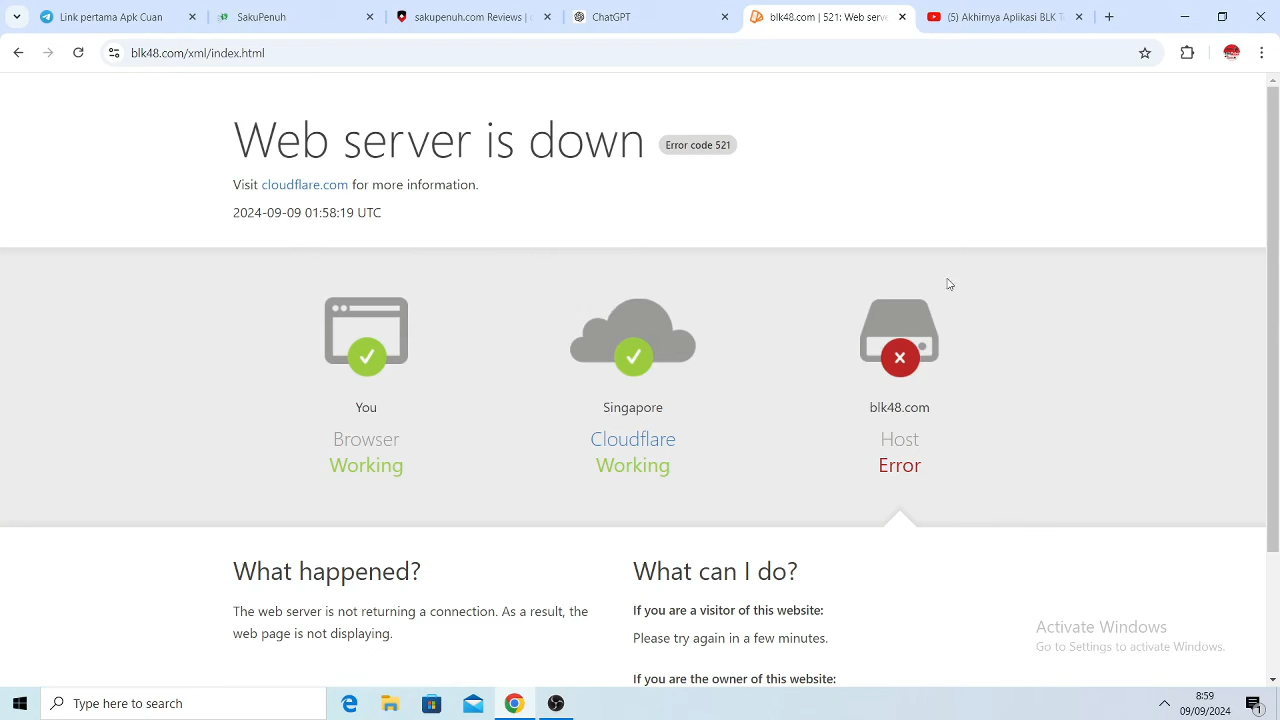 Link pertama Canva
SakuPenuh
sakupenuh.com Reviews |
ChatGPT
blk48.com | 521: Web serve
(5) Akhirnya Aplikasi BLK T
blk48.com/xml/index.html
Web server is down
Error code 521
Visit cloudflare.com for more information.
2024-09-09 01:58:19 UTC
You
Browser
Working
Singapore
Cloudflare
Working
blk48.com
Host
Error
What happened?
The web server is not returning a connection. As a result, the
web page is not displaying.
What can I do?
If you are a visitor of this website:
Please try again in a few minutes.
If you are the owner of this website:
Activate Windows
Go to Settings to activate Windows.
Type here to search
8:59
09/09/2024
1